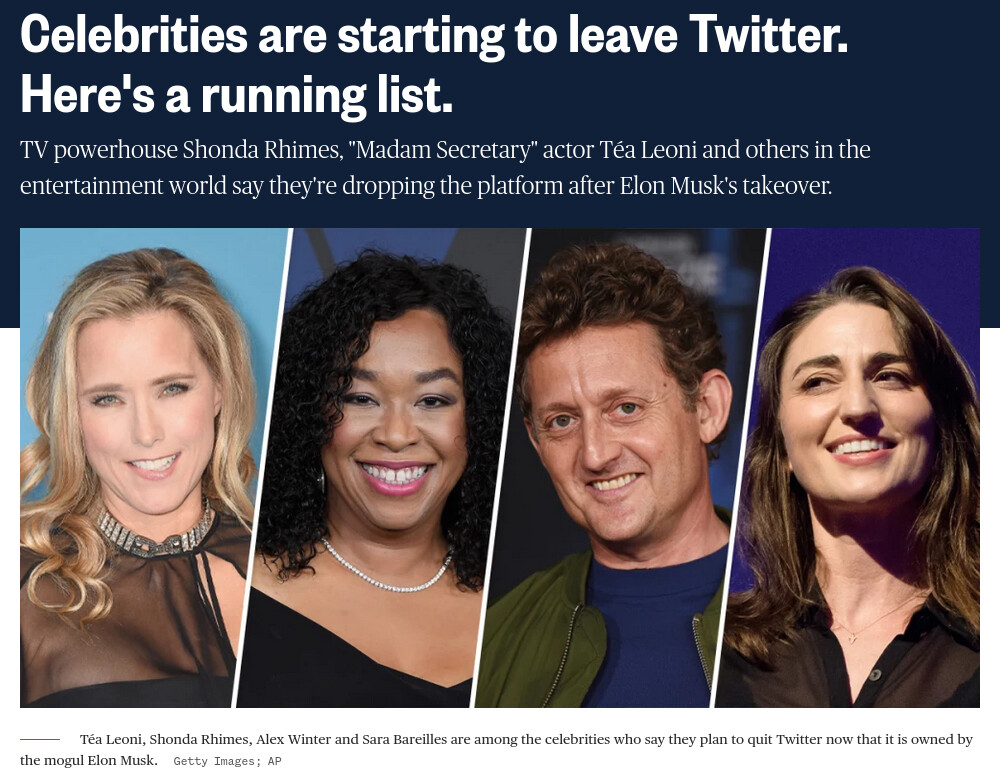 Celebrities are starting to leave Twitter.
Here's a running list.
TV powerhouse Shonda Rhimes, "Madam Secretary" actor Téa Leoni and others in the
entertainment world say they're dropping the platform after Elon Musk's takeover.
Téa Leoni, Shonda Rhimes, Alex Winter and Sara Bareilles are among the celebrities who say they plan to quit Twitter now that it is owned by
the mogul Elon Musk. Getty Images; AP